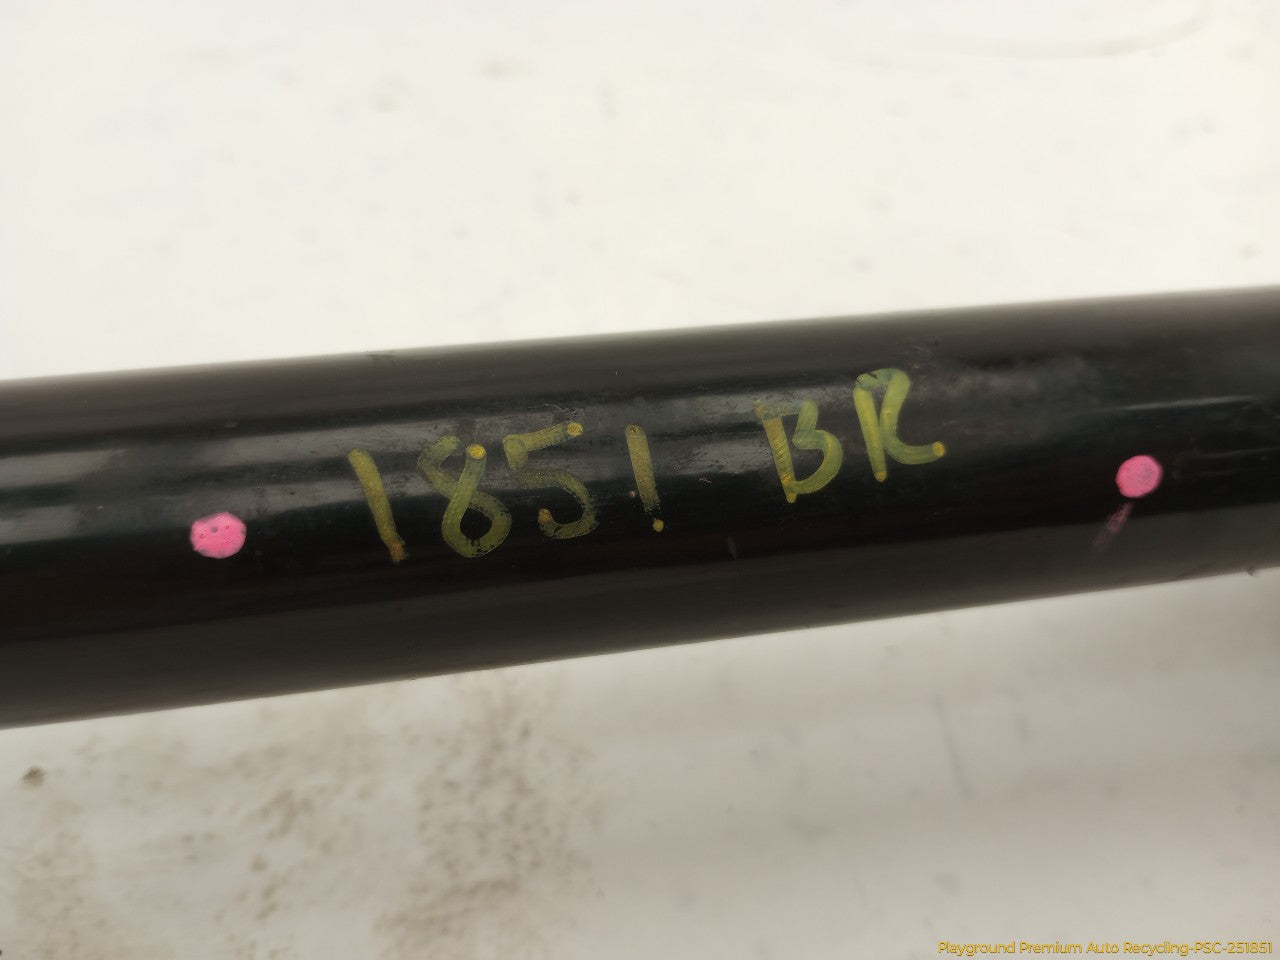 1851 BR
Playground Premium Auto Recycling-PSC-251851